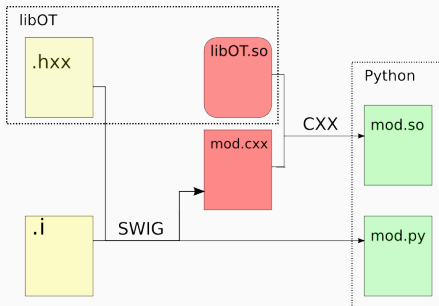 libOT
.hxx
libOT.so
Python
CXX
mod.so
mod.cxx
.i
SWIG
mod.py